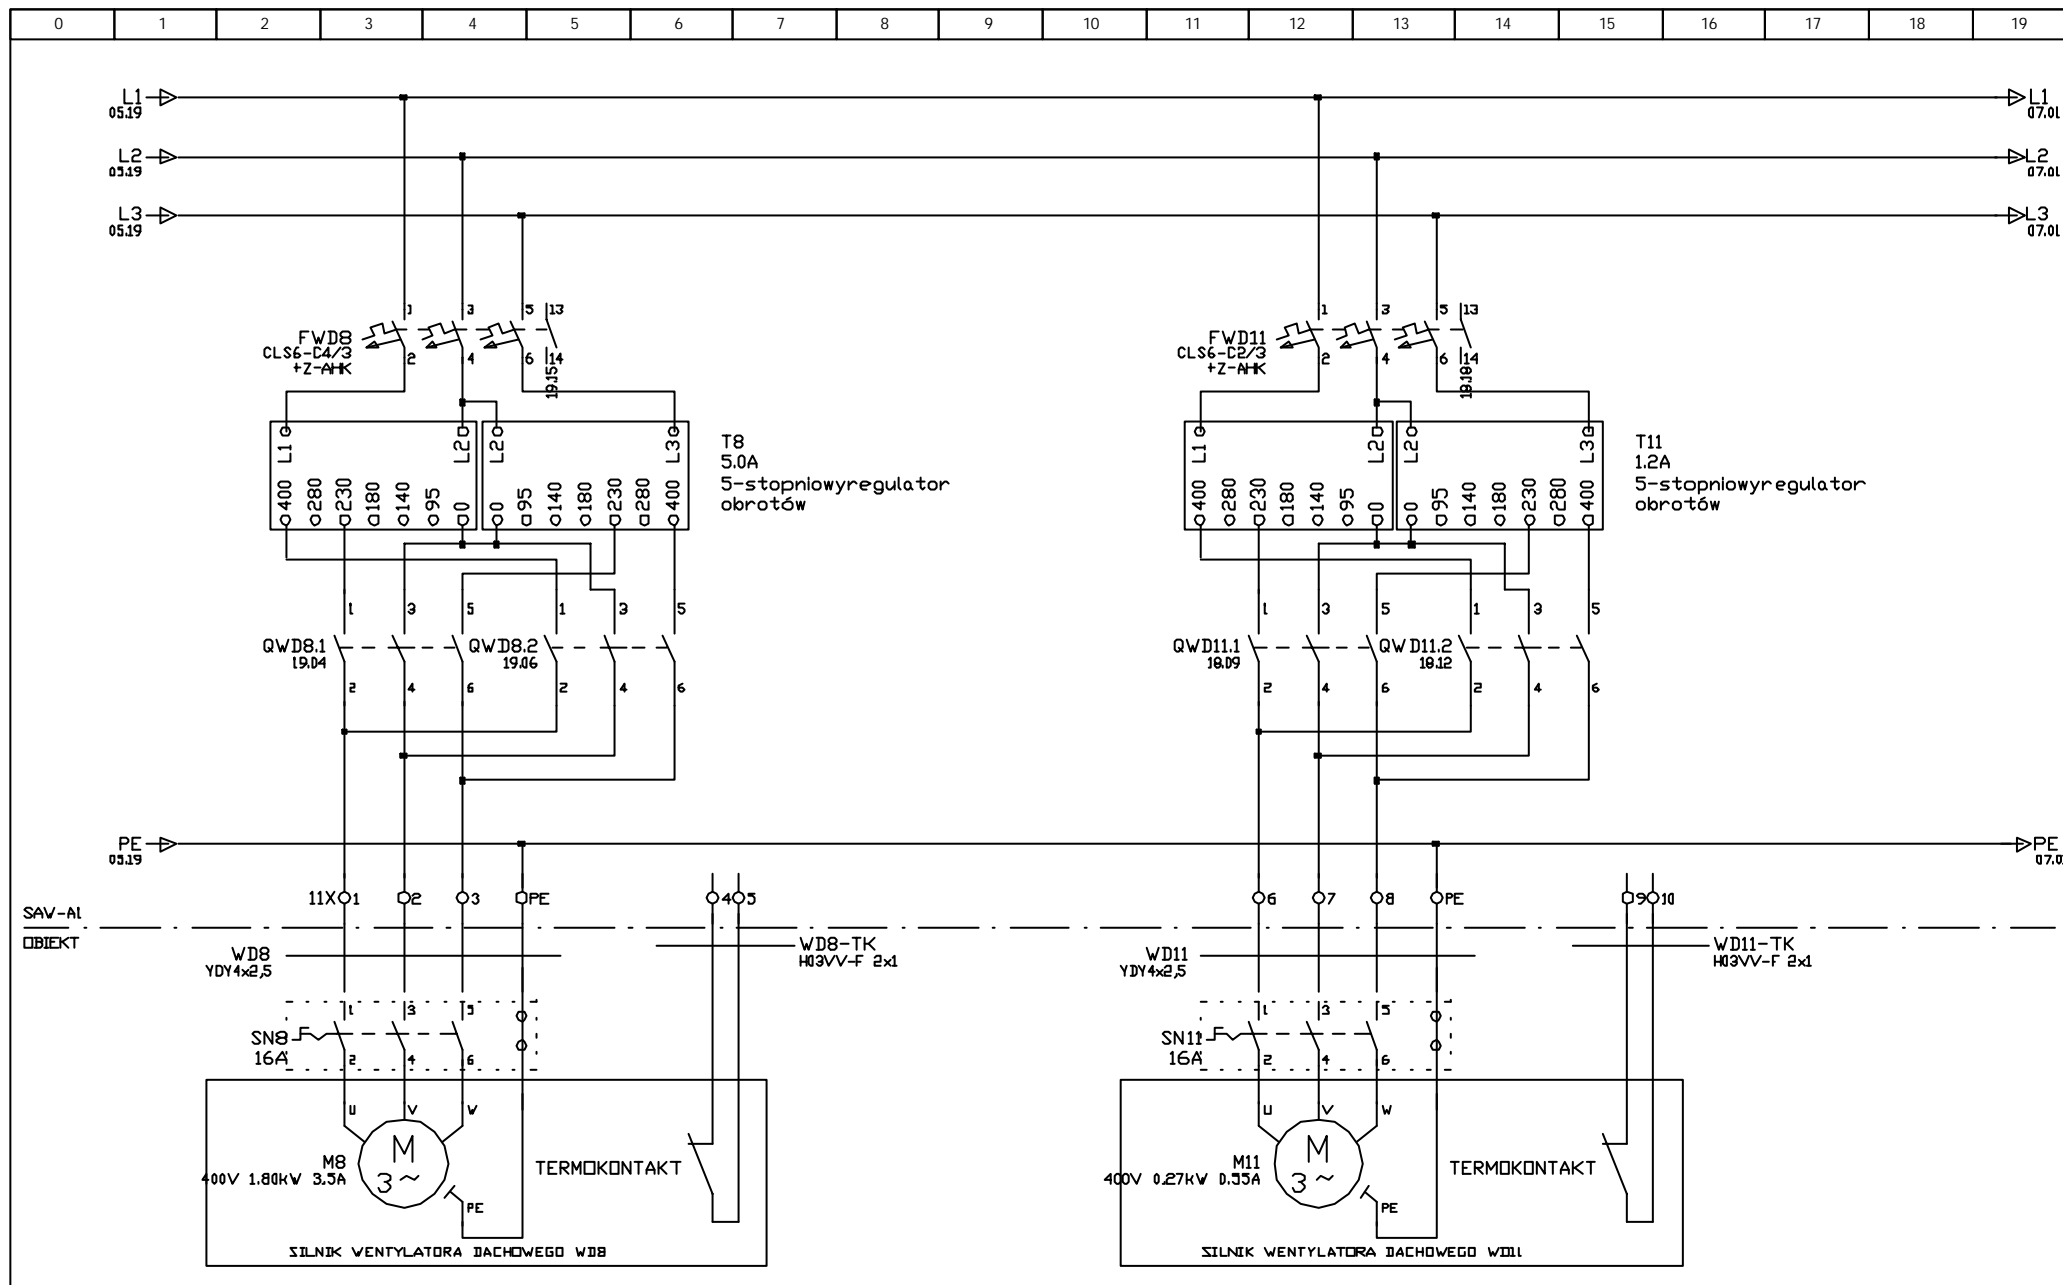 0 1 2 3 4 5 6 7 8 9 10 11 12 13 14 15 16 17 18 19
L1 L1
05.19 07.01
L2 L2
05.19 07.01
L3 L3
05.19 07.01
1 3 5 13 1 3 5 13
FWD8 FWD11
CLS6-C4/3 CLS6-C2/3
+Z-AHK +Z-AHK
2 4 6 14 2 4 6 14
19.15 19.18
L1 L2 L2 L3 L1 L2 L2 L3
400 280 230 180 140 95 0 0 95 140 180 230 280 400
400 280 230 180 140 95 0 0 95 140 180 230 280 400
T8 T11
5.0A 1.2A
5-stopniowyregulator 5-stopniowyregulator
obrotów obrotów
1 3 5 1 3 5 1 3 5 1 3 5
QWD8.1 QWD8.2 QWD11.1 QWD11.2
19.04 19.06 18.09 18.12
2 4 6 2 4 6 2 4 6 2 4 6
PE PE
05.19 07.0
11X 1 2 3 PE 4 5 6 7 8 PE 9 10
SAW-A1
OBIEKT
WD8 WD8-TK WD11 WD11-TK
YDY4x2,5 H03VV-F 2x1 YDY4x2,5 H03VV-F 2x1
1 3 5 1 3 5
SN8 SN11
16A 16A
2 4 6 2 4 6
U V W U V W
M M
M8 TERMOKONTAKT M11 TERMOKONTAKT
400V 1.80kW 3.5A 3~ 400V 0.27kW 0.55A 3~
PE PE
SILNIK WENTYLATORA DACHOWEGO WD8 SILNIK WENTYLATORA DACHOWEGO WD11